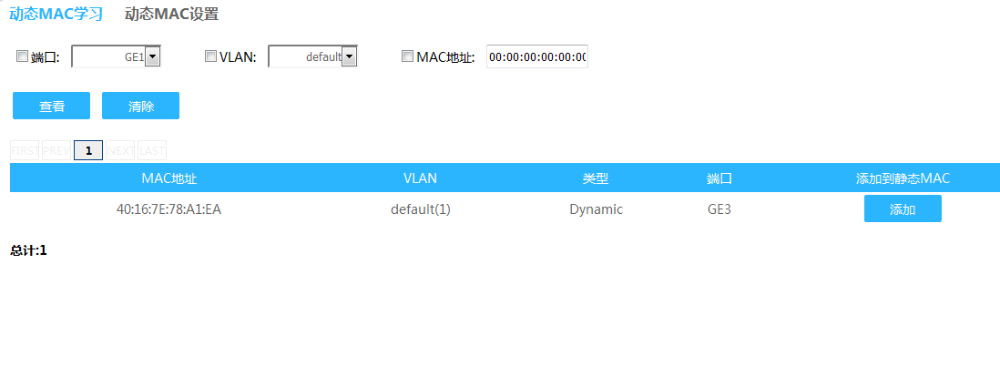 动态MAC学习 动态MAC设置
端口: GE1 VLAN: default MAC地址: 00:00:00:00:00:00
查看 清除
FIRST PREV 1 NEXT LAST
MAC地址 VLAN 类型 端口 添加到静态MAC
40:16:7E:78:A1:EA default(1) Dynamic GE3 添加
总计:1